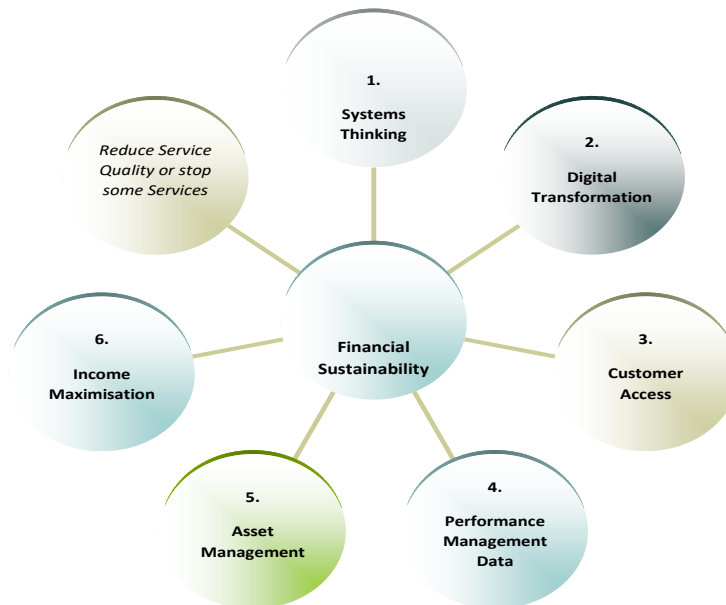 1.
Systems
Thinking
2.
Digital
Transformation
3.
Customer
Access
4.
Performance
Management
Data
5.
Asset
Management
6.
Income
Maximisation
Reduce Service
Quality or stop
some Services
Financial
Sustainability